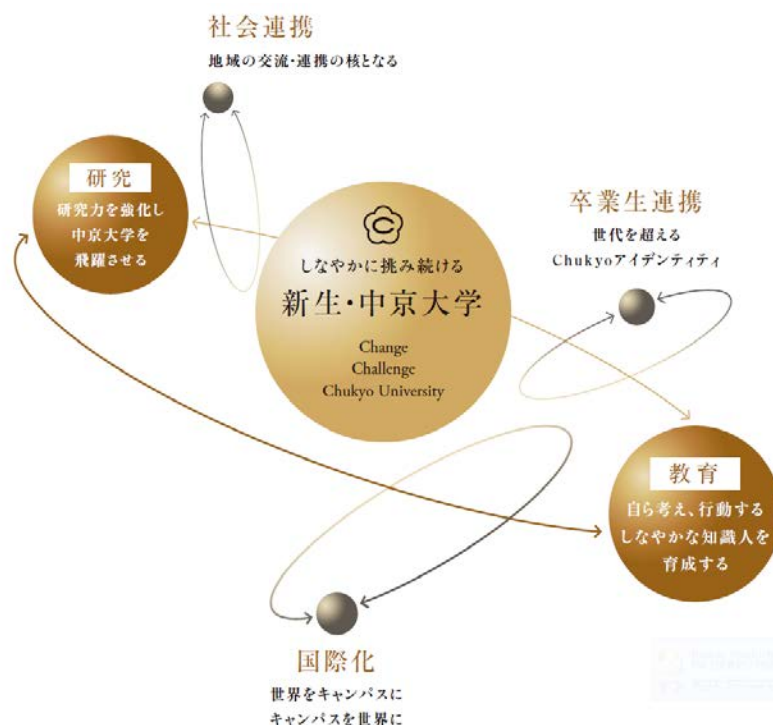 社会連携
地域の交流・連携の核となる
研究
研究力を強化し
中京大学を
飛躍させる
C
しなやかに挑み続ける
新生・中京大学
Change
Challenge
Chukyo University
卒業生連携
世代を超える
Chukyoアイデンティティ
教育
自ら考え、行動する
しなやかな知識人を
育成する
国際化
世界をキャンパスに
キャンパスを世界に